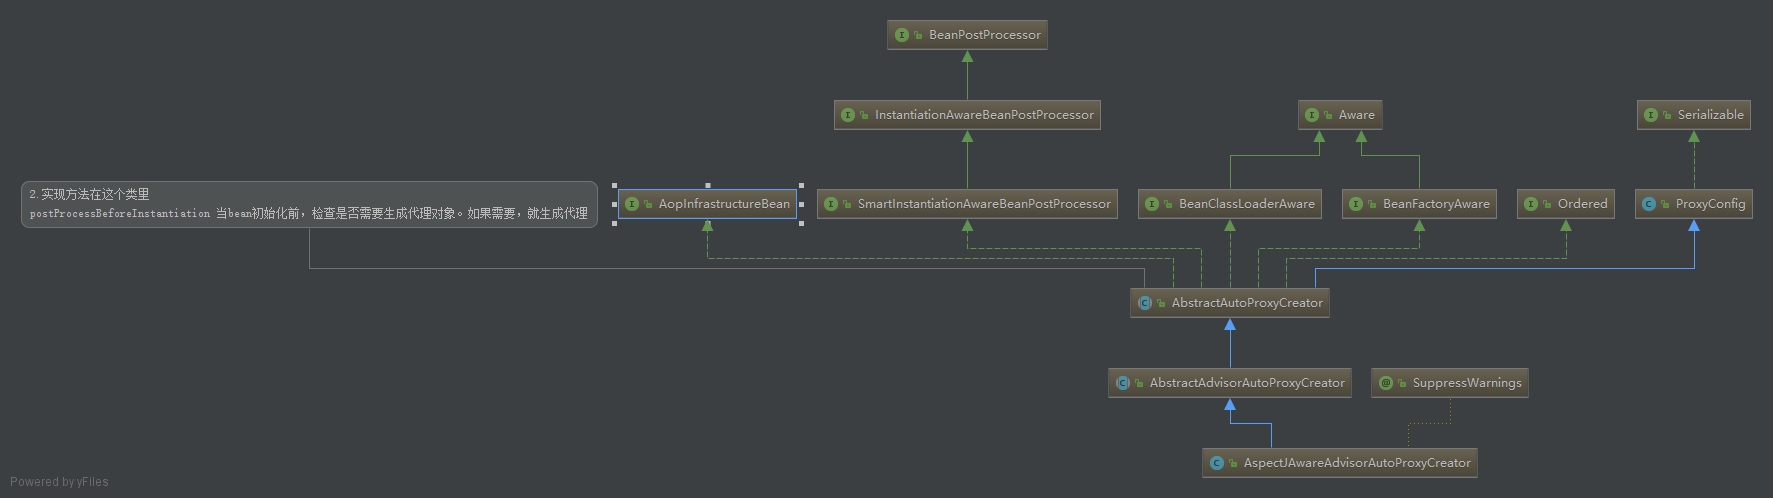 BeanPostProcessor
InstantiationAwareBeanPostProcessor
Aware
Serializable
2.实现方法在这个类里
postProcessBeforeInstantiation 当bean初始化前，检查是否需要生成代理对象。如果需要，就生成代理
AopInfrastructureBean
SmartInstantiationAwareBeanPostProcessor
BeanClassLoaderAware
BeanFactoryAware
Ordered
ProxyConfig
AbstractAutoProxyCreator
AbstractAdvisorAutoProxyCreator
SuppressWarnings
AspectJAwareAdvisorAutoProxyCreator
Powered by yFiles